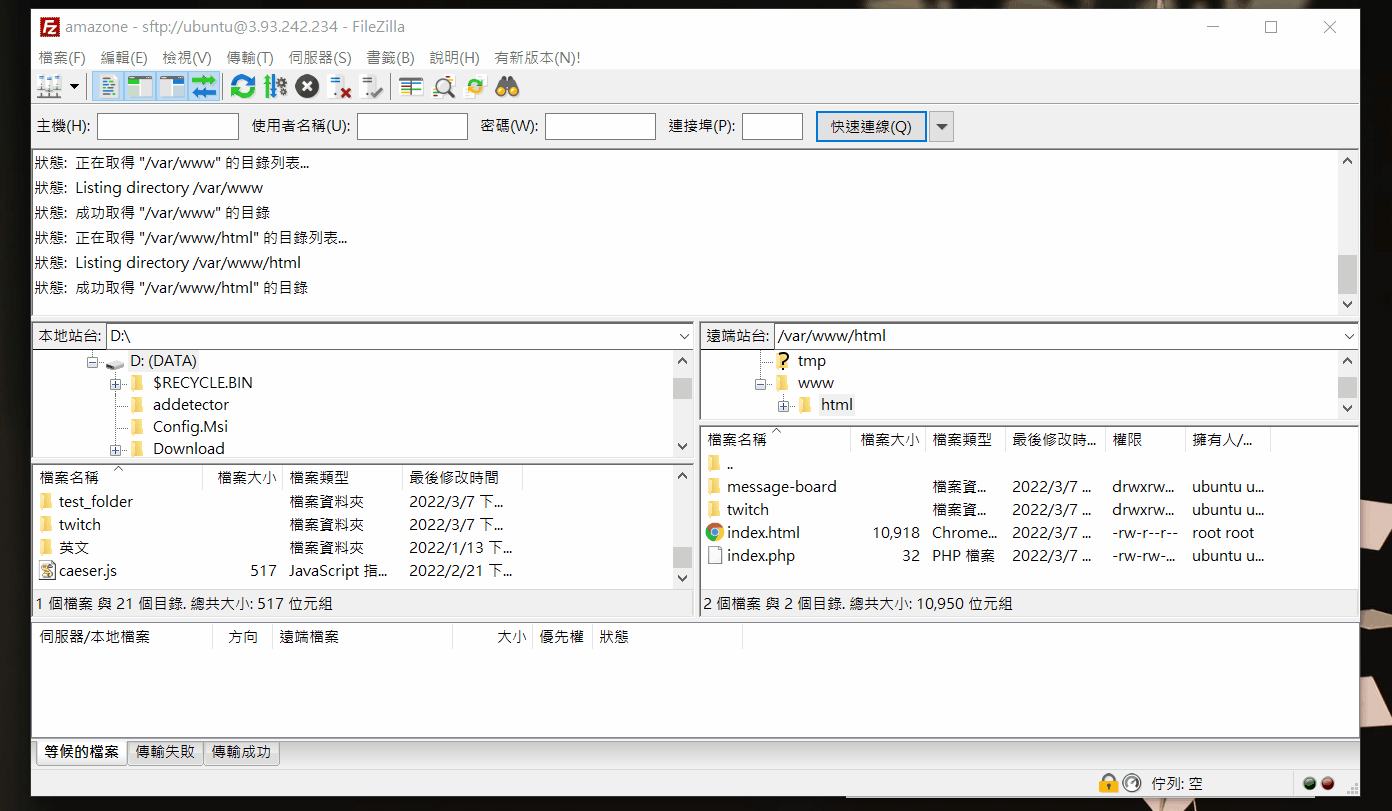 amazone - sftp://ubuntu@3.93.242.234 - FileZilla
檔案(F) 編輯(E) 檢視(V) 傳輸(T) 伺服器(S) 書籤(B) 說明(H) 有新版本(N)!
主機(H): 使用者名稱(U): 密碼(W): 連接埠(P): 快速連線(Q)
狀態: 正在取得 "/var/www" 的目錄列表...
狀態: Listing directory /var/www
狀態: 成功取得 "/var/www" 的目錄
狀態: 正在取得 "/var/www/html" 的目錄列表...
狀態: Listing directory /var/www/html
狀態: 成功取得 "/var/www/html" 的目錄
本地站台: D:\
D: (DATA)
$RECYCLE.BIN
addetector
Config.Msi
Download
檔案名稱 檔案大小 檔案類型 最後修改時間
test_folder 檔案資料夾 2022/3/7 下...
twitch 檔案資料夾 2022/3/7 下...
英文 檔案資料夾 2022/1/13 下...
caeser.js 517 JavaScript 指... 2022/2/21 下...
1 個檔案 與 21 個目錄. 總共大小: 517 位元組
遠端站台: /var/www/html
tmp
www
html
檔案名稱 檔案大小 檔案類型 最後修改時... 權限 擁有人/...
..
message-board 檔案資... 2022/3/7 ... drwxrw... ubuntu u...
twitch 檔案資... 2022/3/7 ... drwxrw... ubuntu u...
index.html 10,918 Chrome... 2022/3/7 ... -rw-r--r-- root root
index.php 32 PHP 檔案 2022/3/7 ... -rw-rw-... ubuntu u...
2 個檔案 與 2 個目錄. 總共大小: 10,950 位元組
伺服器/本地檔案 方向 遠端檔案 大小 優先權 狀態
等候的檔案 傳輸失敗 傳輸成功
佇列: 空